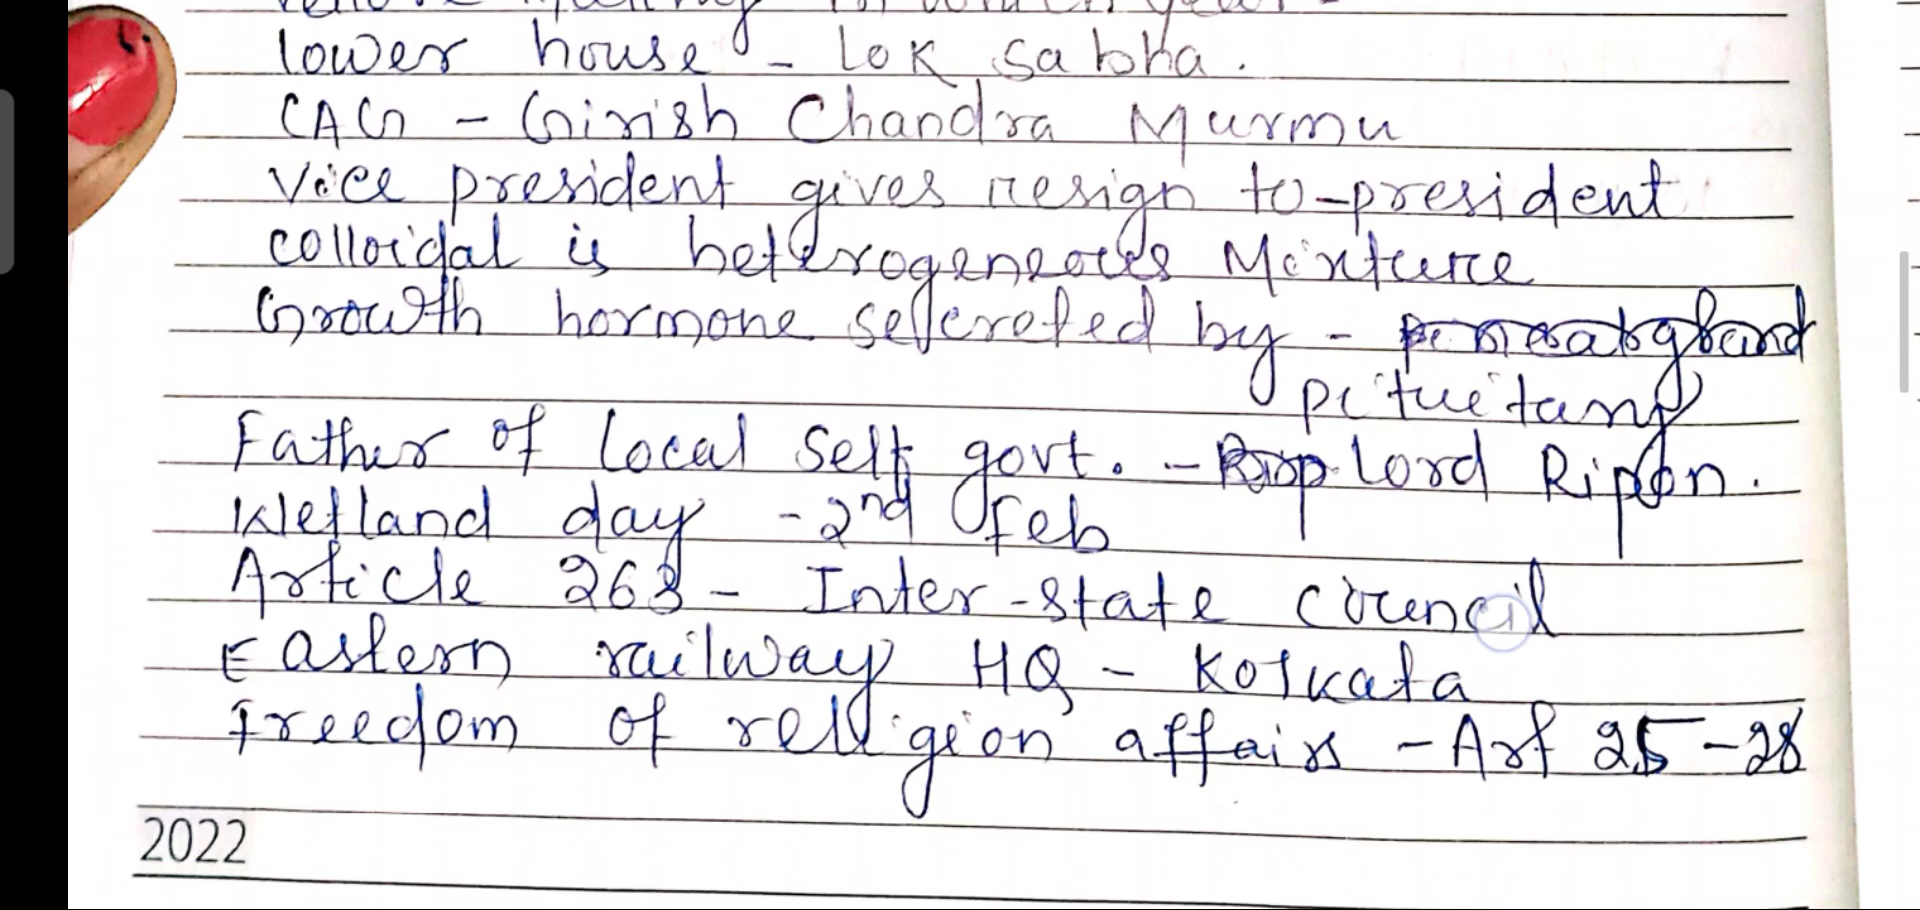 lower house - Lok Sabha.
CAG - Girish Chandra Murmu
Vice president gives resign to - president
colloidal is heterogeneous Mixture
Growth hormone secreted by -
pituitary
Father of local self govt. - Lord Ripon.
Wetland day - 2nd Feb
Article 263 - Inter-state council
Eastern railway HQ - Kolkata
Freedom of religion affairs - Art 25-28
2022